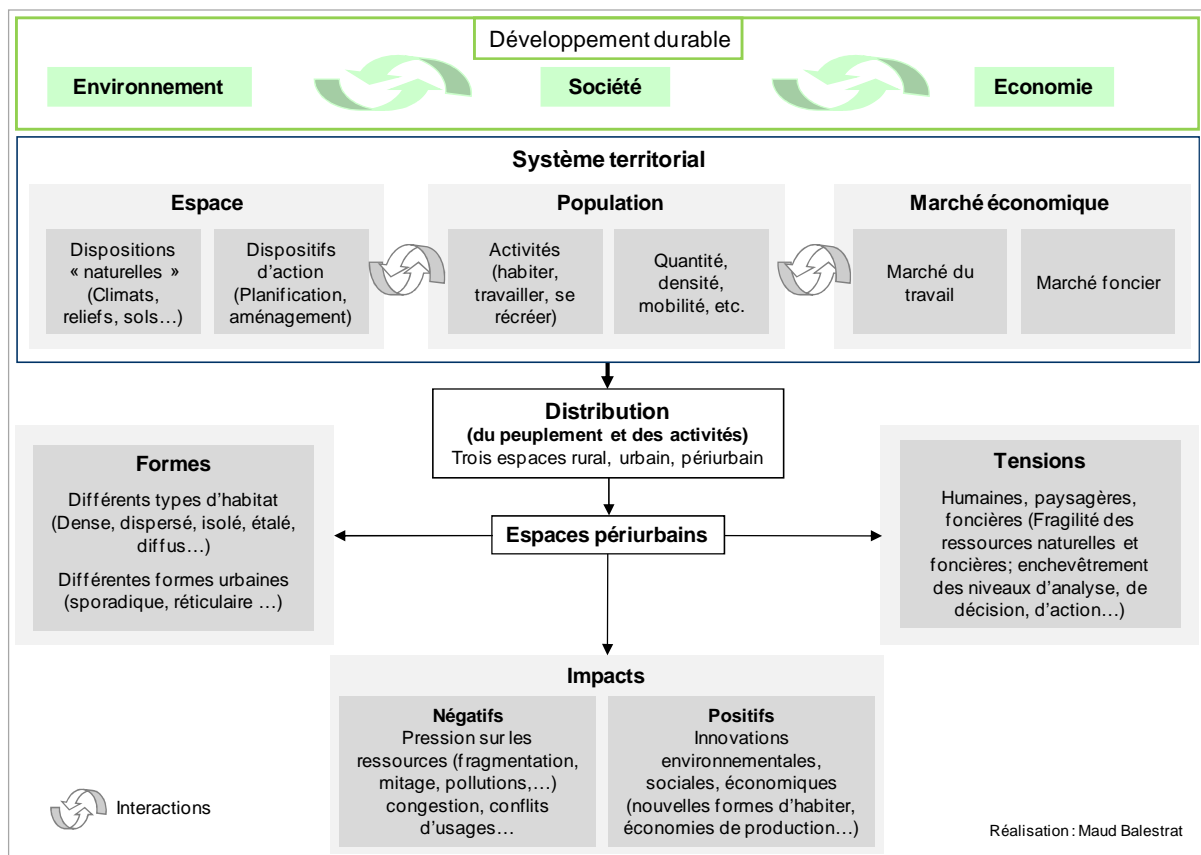 Développement durable
Environnement
Société
Economie
Système territorial
Espace
Dispositions
« naturelles »
(Climats,
reliefs, sols…)
Dispositifs
d’action
(Planification,
aménagement)
Population
Activités
(habiter,
travailler, se
récréer)
Quantité,
densité,
mobilité, etc.
Marché économique
Marché du
travail
Marché foncier
Distribution
(du peuplement et des activités)
Trois espaces rural, urbain, périurbain
Formes
Différents types d’habitat
(Dense, dispersé, isolé, étalé,
diffus…)
Différentes formes urbaines
(sporadique, réticulaire …)
Espaces périurbains
Tensions
Humaines, paysagères,
foncières (Fragilité des
ressources naturelles et
foncières; enchevêtrement
des niveaux d’analyse, de
décision, d’action…)
Impacts
Négatifs
Pression sur les
ressources (fragmentation,
mitage, pollutions,…)
congestion, conflits
d’usages…
Positifs
Innovations
environnementales,
sociales, économiques
(nouvelles formes d’habiter,
économies de production…)
Interactions
Réalisation : Maud Balestrat